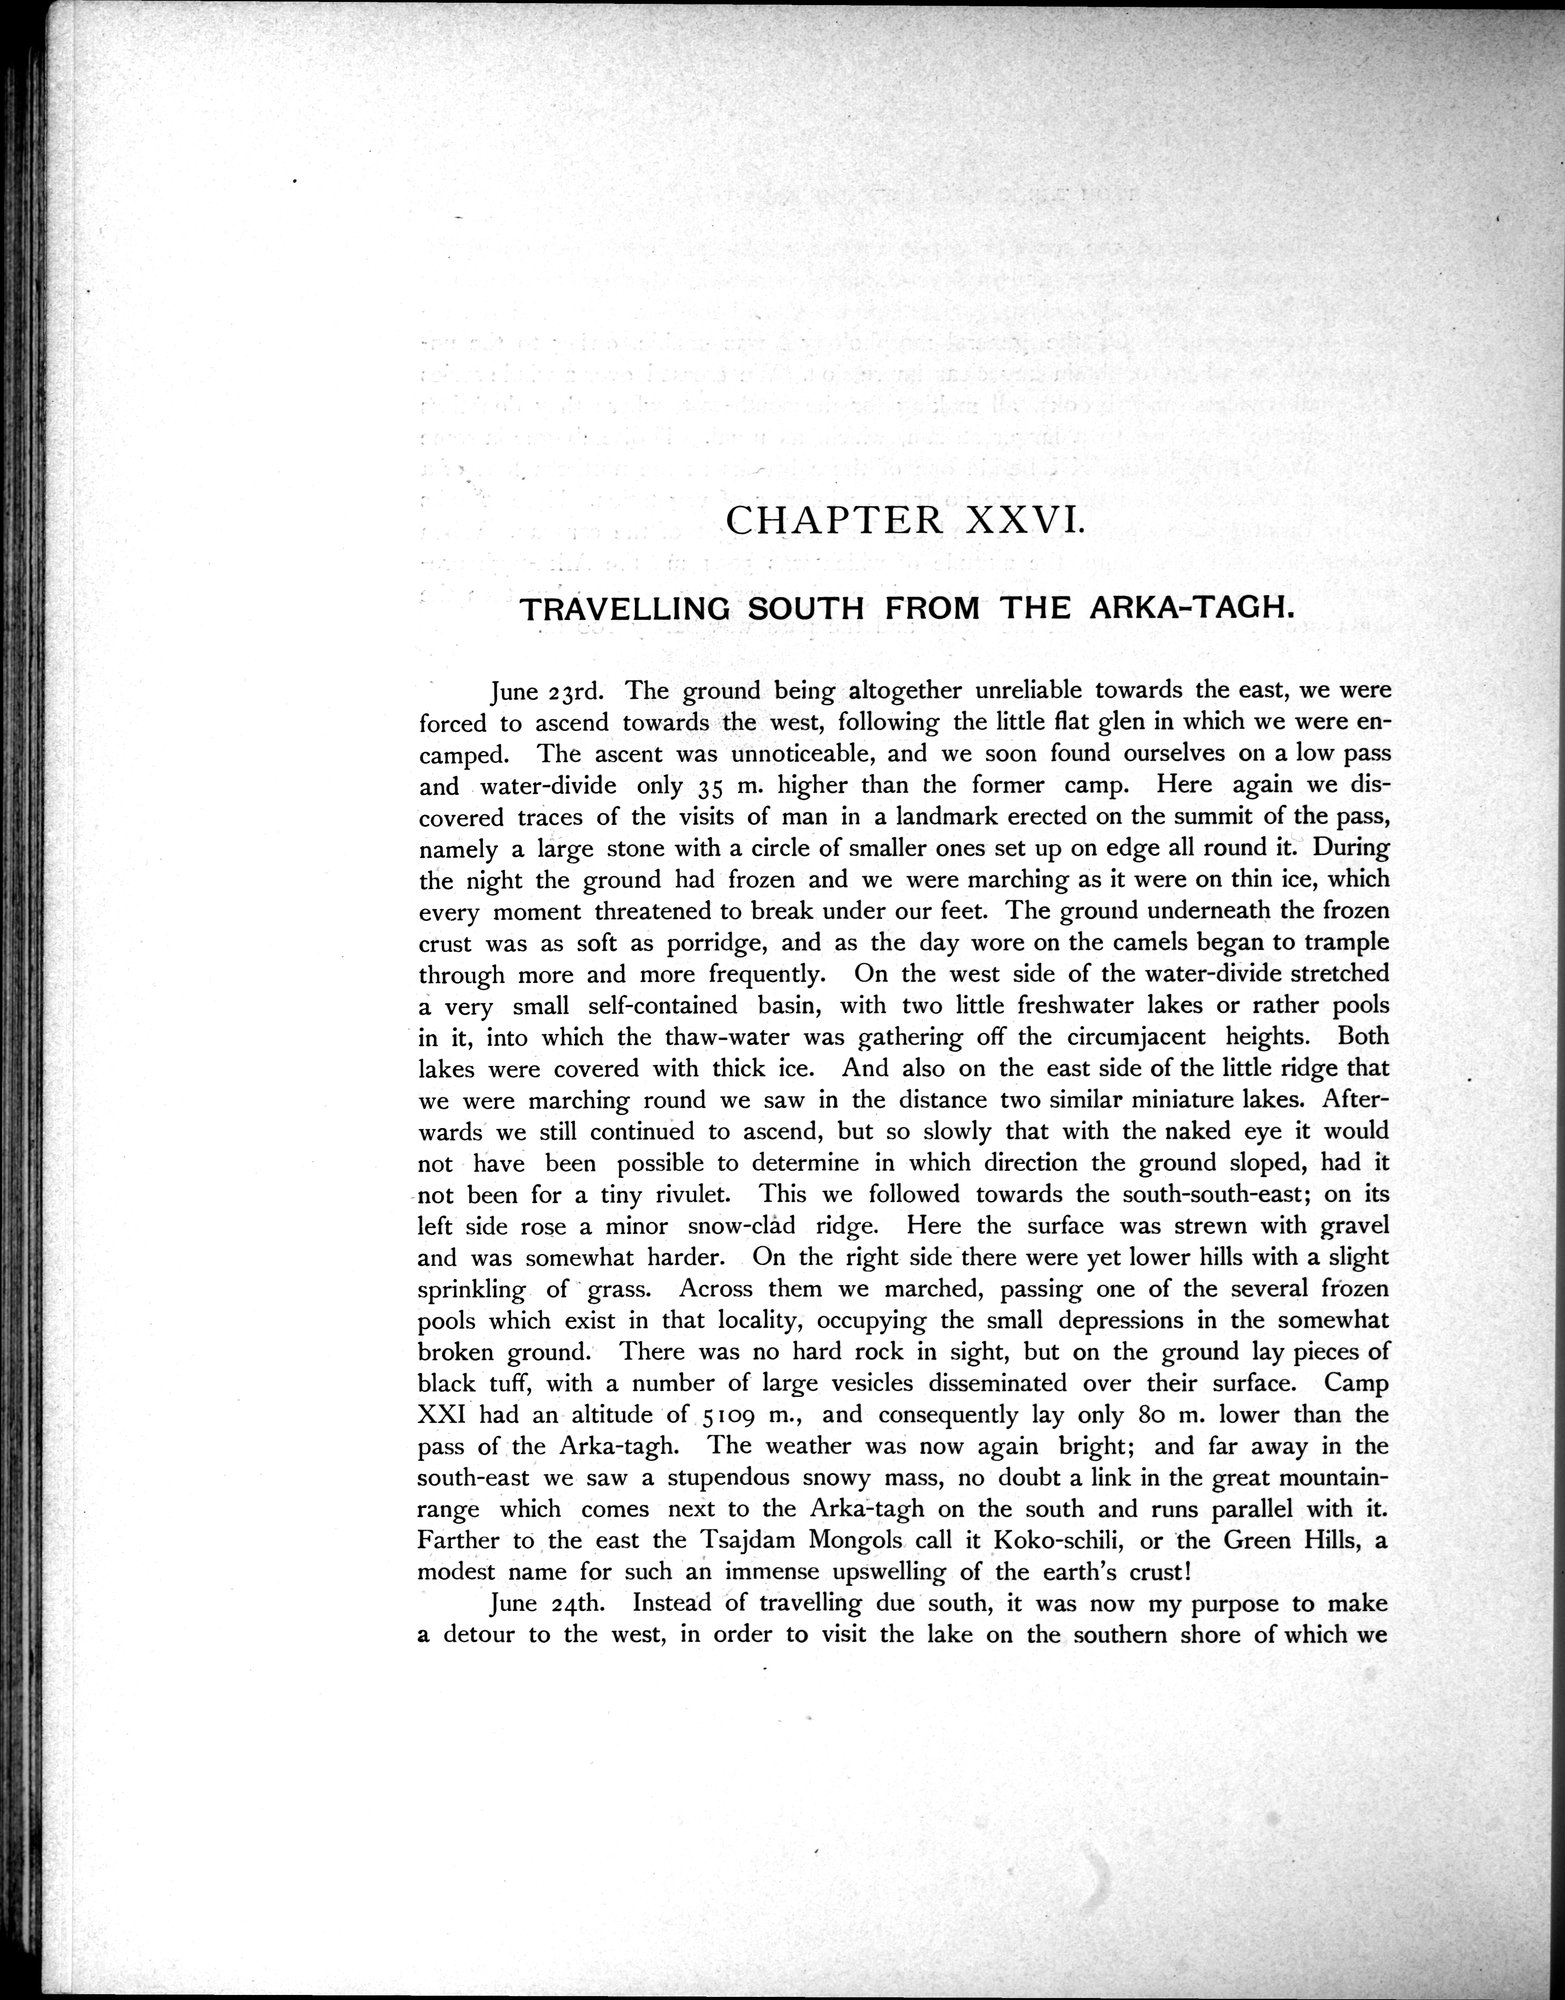 CHAPTER XXVI.
TRAVELLING SOUTH FROM THE ARKA-TAGH.
June 23rd. The ground being altogether unreliable towards the east, we were
forced to ascend towards the west, following the little flat glen in which we were en-
camped. The ascent was unnoticeable, and we soon found ourselves on a low pass
and water-divide only 35 m. higher than the former camp. Here again we dis-
covered traces of the visits of man in a landmark erected on the summit of the pass,
namely a large stone with a circle of smaller ones set up on edge all round it. During
the night the ground had frozen and we were marching as it were on thin ice, which
every moment threatened to break under our feet. The ground underneath the frozen
crust was as soft as porridge, and as the day wore on the camels began to trample
through more and more frequently. On the west side of the water-divide stretched
a very small self-contained basin, with two little freshwater lakes or rather pools
in it, into which the thaw-water was gathering off the circumjacent heights. Both
lakes were covered with thick ice. And also on the east side of the little ridge that
we were marching round we saw in the distance two similar miniature lakes. After-
wards we still continued to ascend, but so slowly that with the naked eye it would
not have been possible to determine in which direction the ground sloped, had it
not been for a tiny rivulet. This we followed towards the south-south-east; on its
left side rose a minor snow-clad ridge. Here the surface was strewn with gravel
and was somewhat harder. On the right side there were yet lower hills with a slight
sprinkling of grass. Across them we marched, passing one of the several frozen
pools which exist in that locality, occupying the small depressions in the somewhat
broken ground. There was no hard rock in sight, but on the ground lay pieces of
black tuff, with a number of large vesicles disseminated over their surface. Camp
XXI had an altitude of 5109 m., and consequently lay only 80 m. lower than the
pass of the Arka-tagh. The weather was now again bright; and far away in the
south-east we saw a stupendous snowy mass, no doubt a link in the great mountain-
range which comes next to the Arka-tagh on the south and runs parallel with it.
Farther to the east the Tsajdam Mongols call it Koko-schili, or the Green Hills, a
modest name for such an immense upswelling of the earth's crust!
June 24th. Instead of travelling due south, it was now my purpose to make
a detour to the west, in order to visit the lake on the southern shore of which we